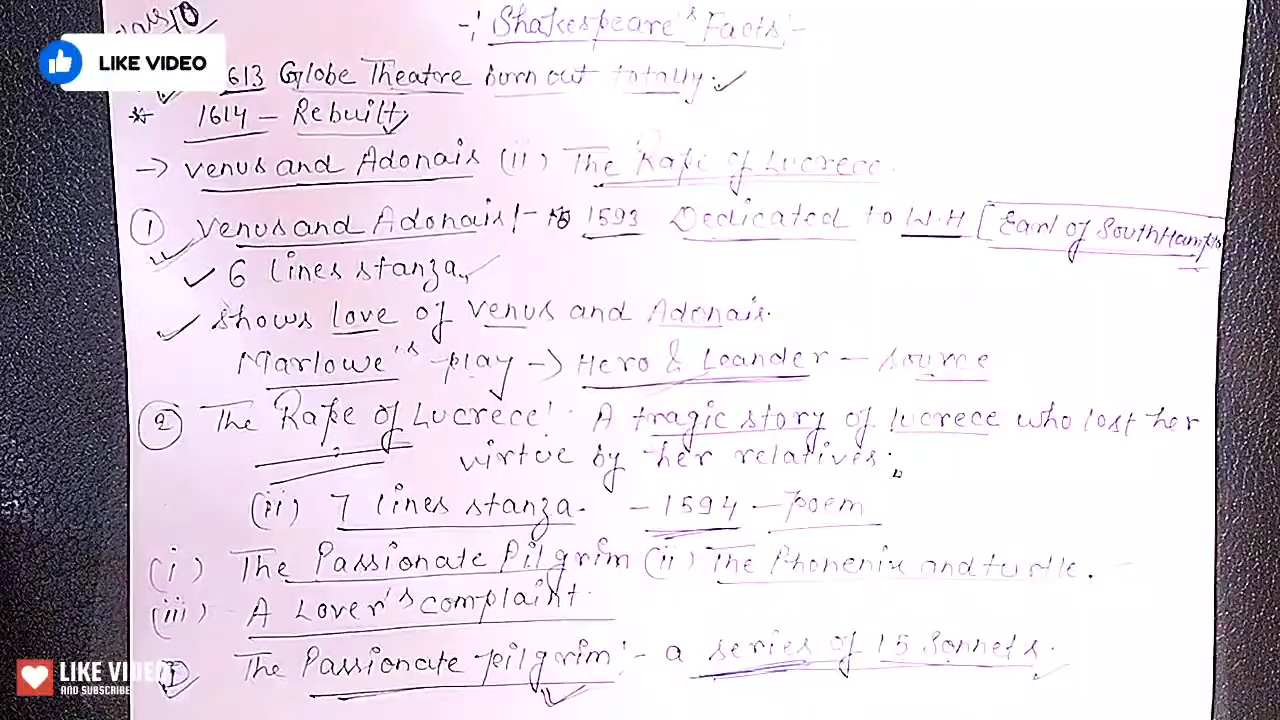 -: Shakespeare's Facts:-
LIKE VIDEO
613 Globe Theatre burn out totally.
* 1614 - Rebuilt
→ Venus and Adonais (ii) The Rape of Lucrece
① Venus and Adonais:- 1593 Dedicated to W.H [Earl of SouthHampto
6 lines stanza
shows love of Venus and Adonais.
Marlowe's play → Hero & Leander - source
② The Rape of Lucrece: A tragic story of lucrece who lost her
virtue by her relatives.
(ii) 7 lines stanza. - 1594 - poem
(i) The Passionate Pilgrim (ii) The Phonenix and turtle.
(iii) A Lover's complaint.
The Passionate pilgrim:- a series of 15 Sonnets.
LIKE VIDEO
AND SUBSCRIBE